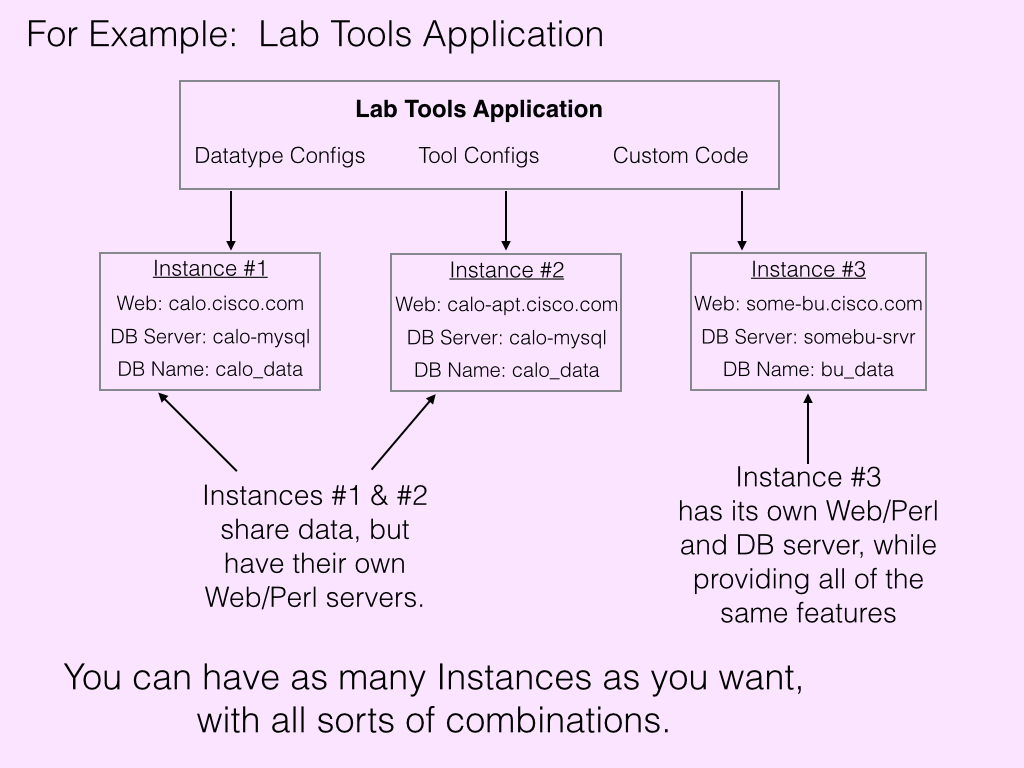 For Example:  Lab Tools Application
Lab Tools Application
Datatype Configs
Tool Configs
Custom Code
Instance #1
Web: calo.cisco.com
DB Server: calo-mysql
DB Name: calo_data
Instance #2
Web: calo-apt.cisco.com
DB Server: calo-mysql
DB Name: calo_data
Instance #3
Web: some-bu.cisco.com
DB Server: somebu-srvr
DB Name: bu_data
Instances #1 & #2
share data, but
have their own
Web/Perl servers.
Instance #3
has its own Web/Perl
and DB server, while
providing all of the
same features
You can have as many Instances as you want,
with all sorts of combinations.